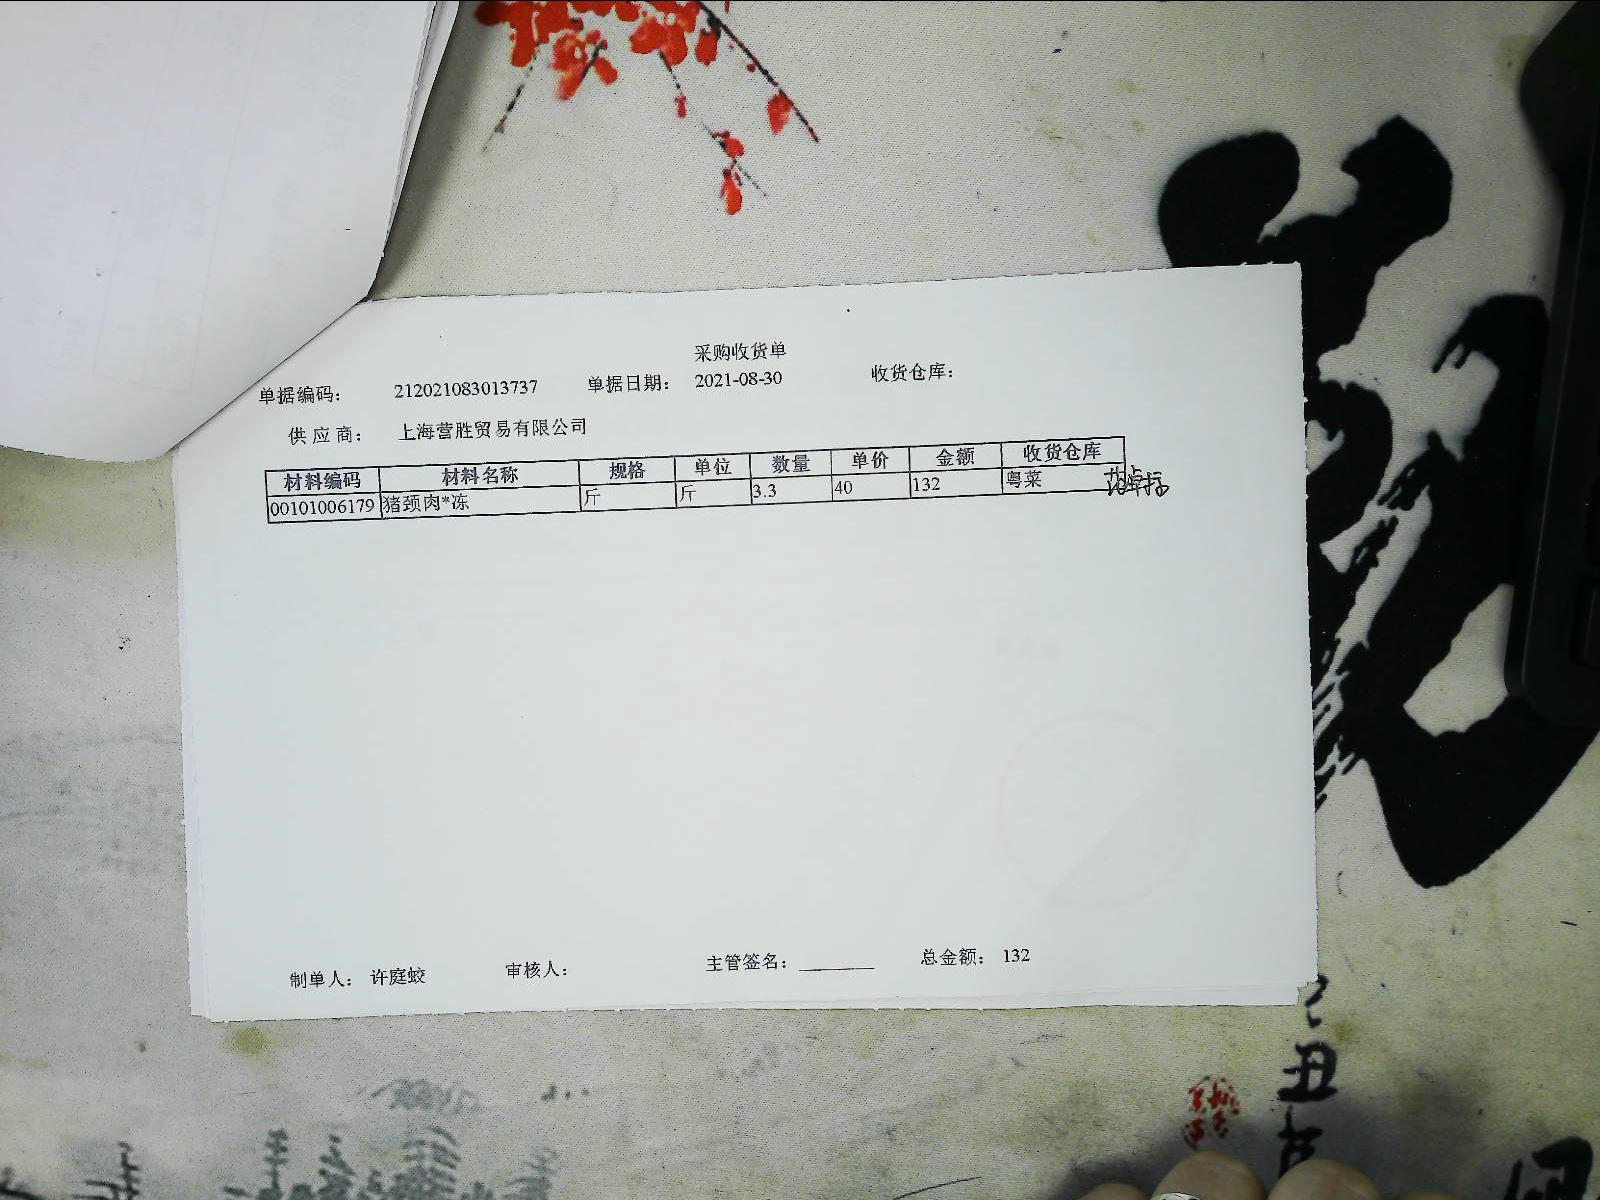 采购收货单
单据编码： 212021083013737 单据日期： 2021-08-30 收货仓库：
供应商： 上海营胜贸易有限公司
材料编码 材料名称 规格 单位 数量 单价 金额 收货仓库
00101006179 猪颈肉*冻 斤 斤 3.3 40 132 粤菜
制单人： 许庭蛟 审核人： 主管签名： ________ 总金额： 132
丑